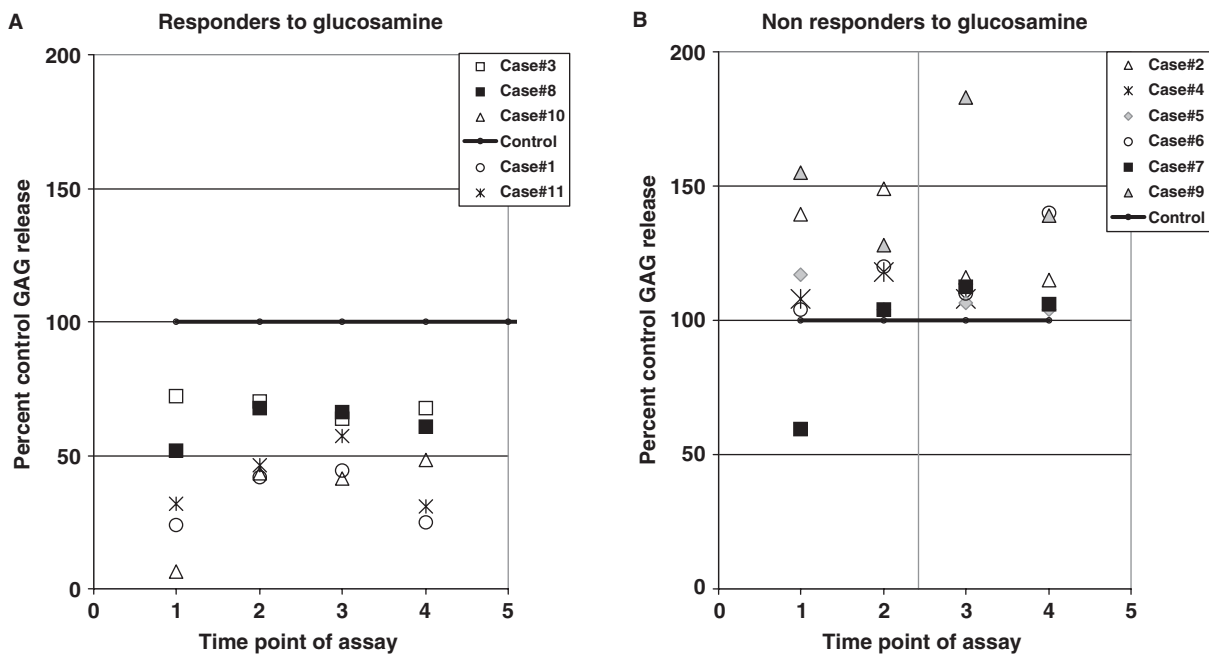 A
Responders to glucosamine
Percent control GAG release
200
150
100
50
0
0 1 2 3 4 5
Time point of assay
Case#3
Case#8
Case#10
Control
Case#1
Case#11
B
Non responders to glucosamine
Percent control GAG release
200
150
100
50
0
0 1 2 3 4 5
Time point of assay
Case#2
Case#4
Case#5
Case#6
Case#7
Case#9
Control